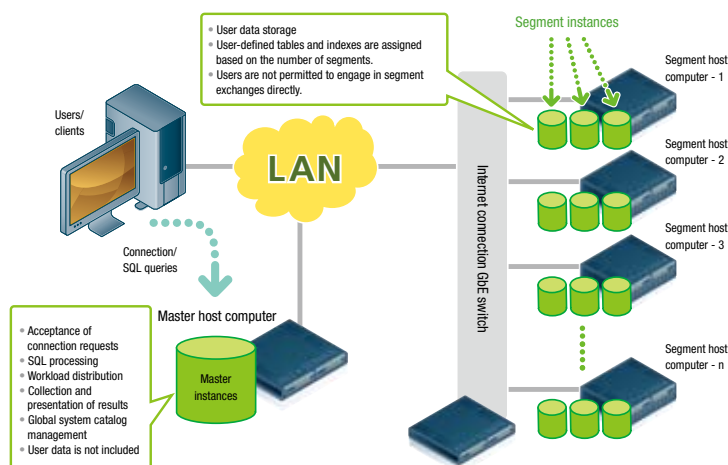 • User data storage
• User-defined tables and indexes are assigned
based on the number of segments.
• Users are not permitted to engage in segment
exchanges directly.
Segment instances
Segment host
computer - 1
Users/
clients
LAN
Internet connection GbE switch
Segment host
computer - 2
Segment host
computer - 3
Connection/
SQL queries
Master host computer
Master
instances
• Acceptance of
connection requests
• SQL processing
• Workload distribution
• Collection and
presentation of results
• Global system catalog
management
• User data is not included
Segment host
computer - n